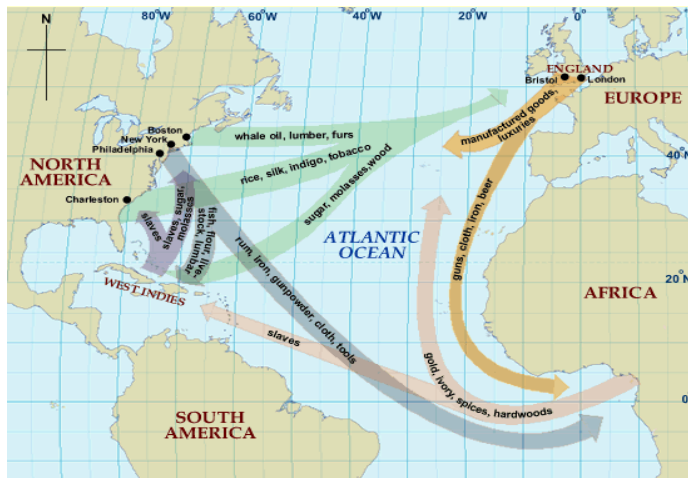 N
80°W
60°W
40°W
20°W
0°
ENGLAND
Bristol
London
EUROPE
manufactured goods,
luxuries
Boston
New York
Philadelphia
whale oil, lumber, furs
NORTH
AMERICA
rice, silk, indigo, tobacco
40°N
Charleston
sugar, molasses,wood
slaves
slaves, sugar,
molasses
fish, flour, live-
stock, lumbar
ATLANTIC
OCEAN
guns, cloth, iron, beer
20°N
WEST INDIES
AFRICA
rum, iron, gunpowder, cloth, tools
slaves
gold, ivory, spices, hardwoods
SOUTH
AMERICA
0°